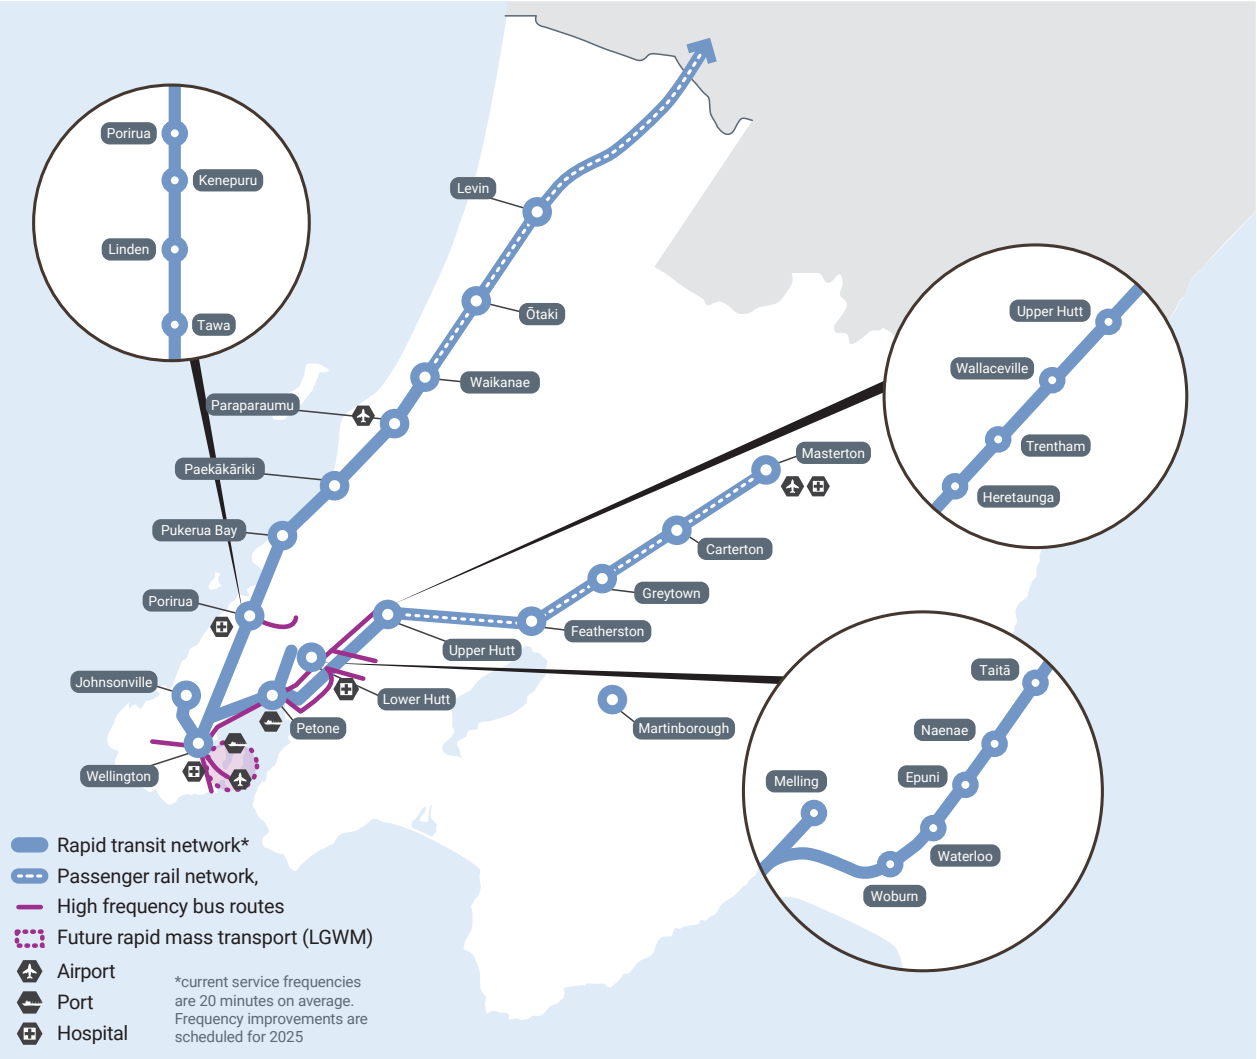 Porirua
Kenepuru
Linden
Tawa
Levin
Ōtaki
Waikanae
Paraparaumu
Paekākāriki
Pukerua Bay
Porirua
Johnsonville
Wellington
Petone
Lower Hutt
Upper Hutt
Featherston
Greytown
Carterton
Masterton
Martinborough
Upper Hutt
Wallaceville
Trentham
Heretaunga
Taitā
Naenae
Epuni
Melling
Waterloo
Woburn
Rapid transit network*
Passenger rail network,
High frequency bus routes
Future rapid mass transport (LGWM)
Airport
Port
Hospital
*current service frequencies
are 20 minutes on average.
Frequency improvements are
scheduled for 2025